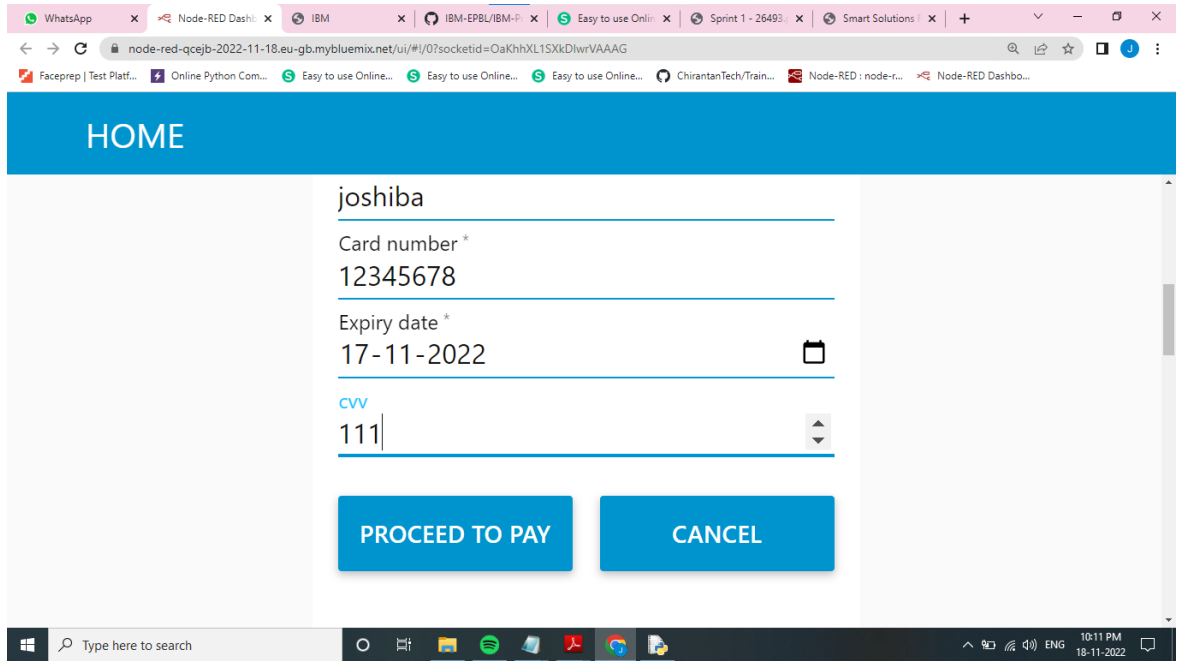 WhatsApp
Node-RED Dashb
IBM
IBM-EPBL/IBM-P
Easy to use Onlin
Sprint 1 - 26493.
Smart Solutions f
node-red-qcejb-2022-11-18.eu-gb.mybluemix.net/ui/#!/0?socketid=OaKhhXL1SXkDlwrVAAAG
J
Faceprep | Test Platf...
Online Python Com...
Easy to use Online...
Easy to use Online...
Easy to use Online...
ChirantanTech/Train...
Node-RED : node-r...
Node-RED Dashbo...
HOME
joshiba
Card number *
12345678
Expiry date *
17-11-2022
CVV
111
PROCEED TO PAY
CANCEL
Type here to search
ENG
10:11 PM
18-11-2022